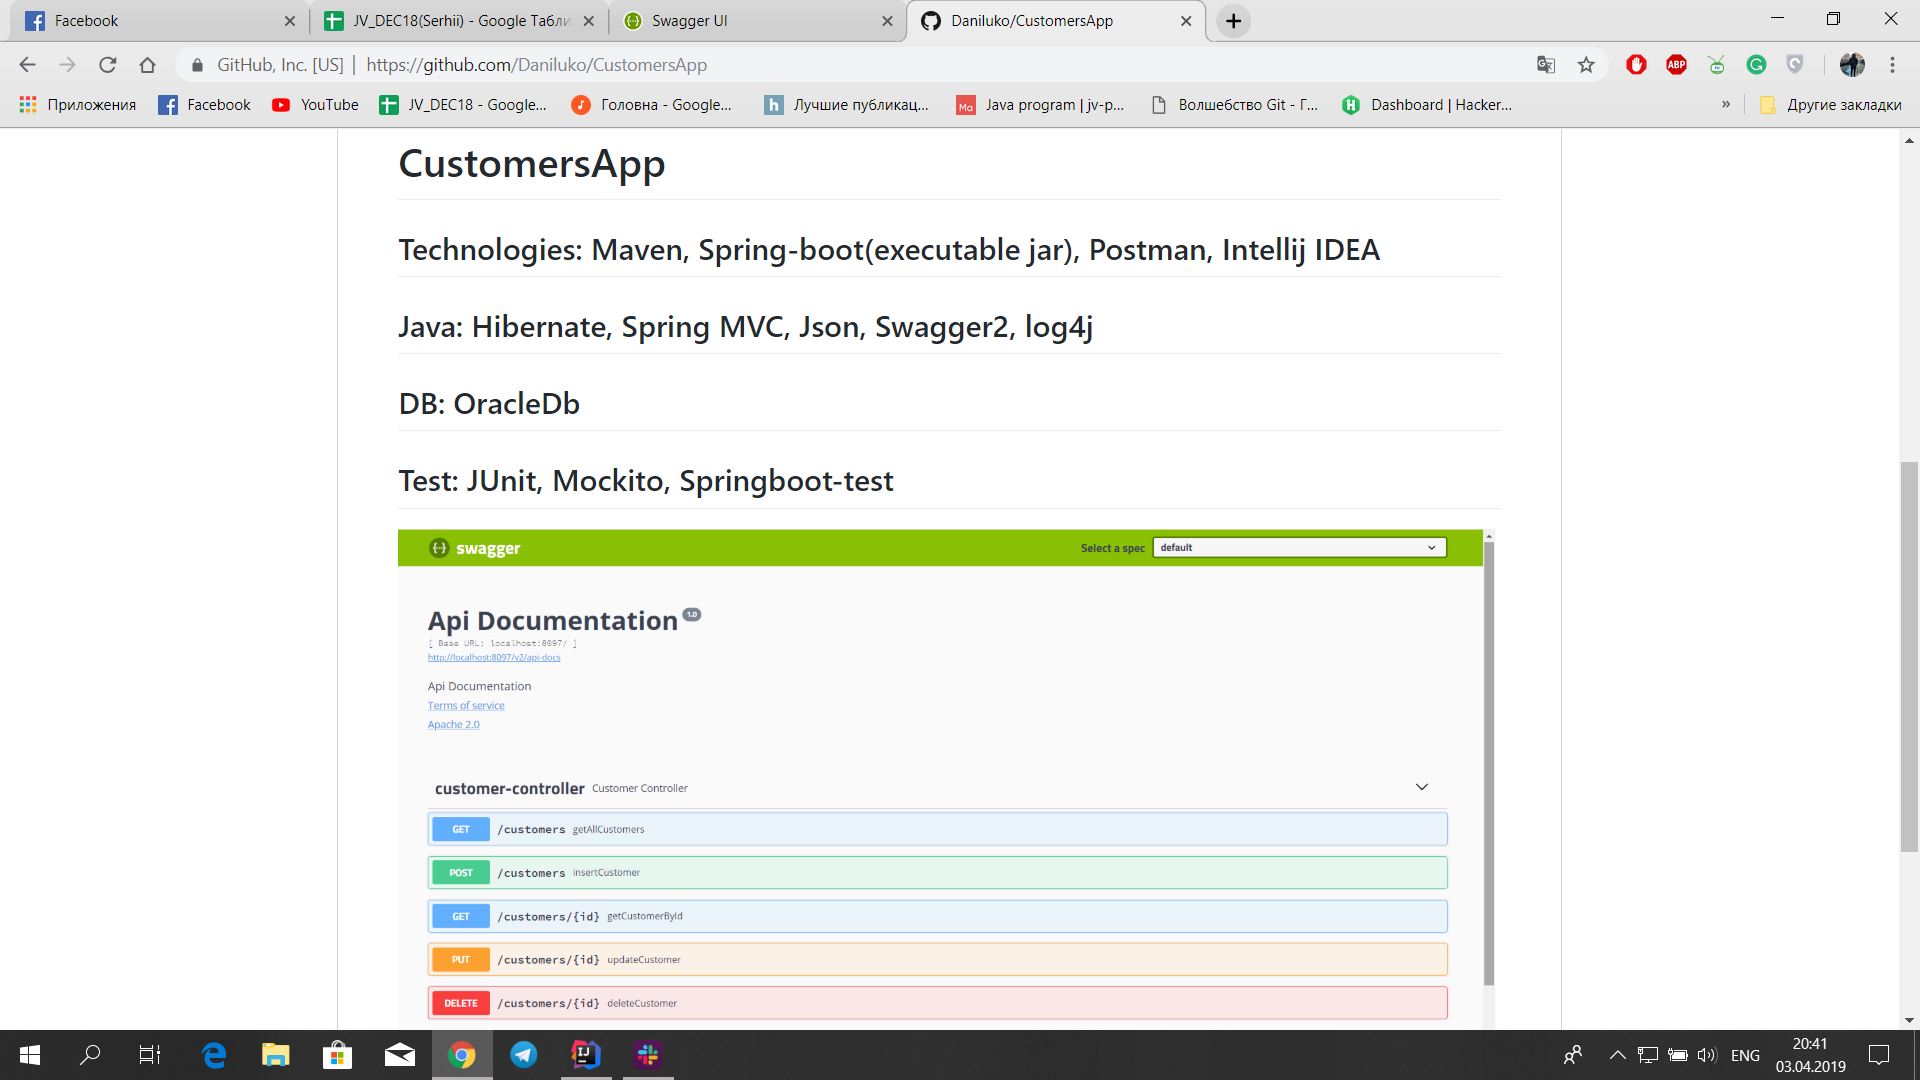 Facebook
JV_DEC18(Serhii) - Google Табли
Swagger UI
Daniluko/CustomersApp
GitHub, Inc. [US] | https://github.com/Daniluko/CustomersApp
Приложения
Facebook
YouTube
JV_DEC18 - Google...
Головна - Google...
Лучшие публикац...
Java program | jv-p...
Волшебство Git - Г...
Dashboard | Hacker...
»
Другие закладки
CustomersApp
Technologies: Maven, Spring-boot(executable jar), Postman, Intellij IDEA
Java: Hibernate, Spring MVC, Json, Swagger2, log4j
DB: OracleDb
Test: JUnit, Mockito, Springboot-test
swagger
Select a spec default
Api Documentation 1.0
[ Base URL: localhost:8097/ ]
http://localhost:8097/v2/api-docs
Api Documentation
Terms of service
Apache 2.0
customer-controller Customer Controller
GET /customers getAllCustomers
POST /customers insertCustomer
GET /customers/{id} getCustomerById
PUT /customers/{id} updateCustomer
DELETE /customers/{id} deleteCustomer
ENG
20:41
03.04.2019